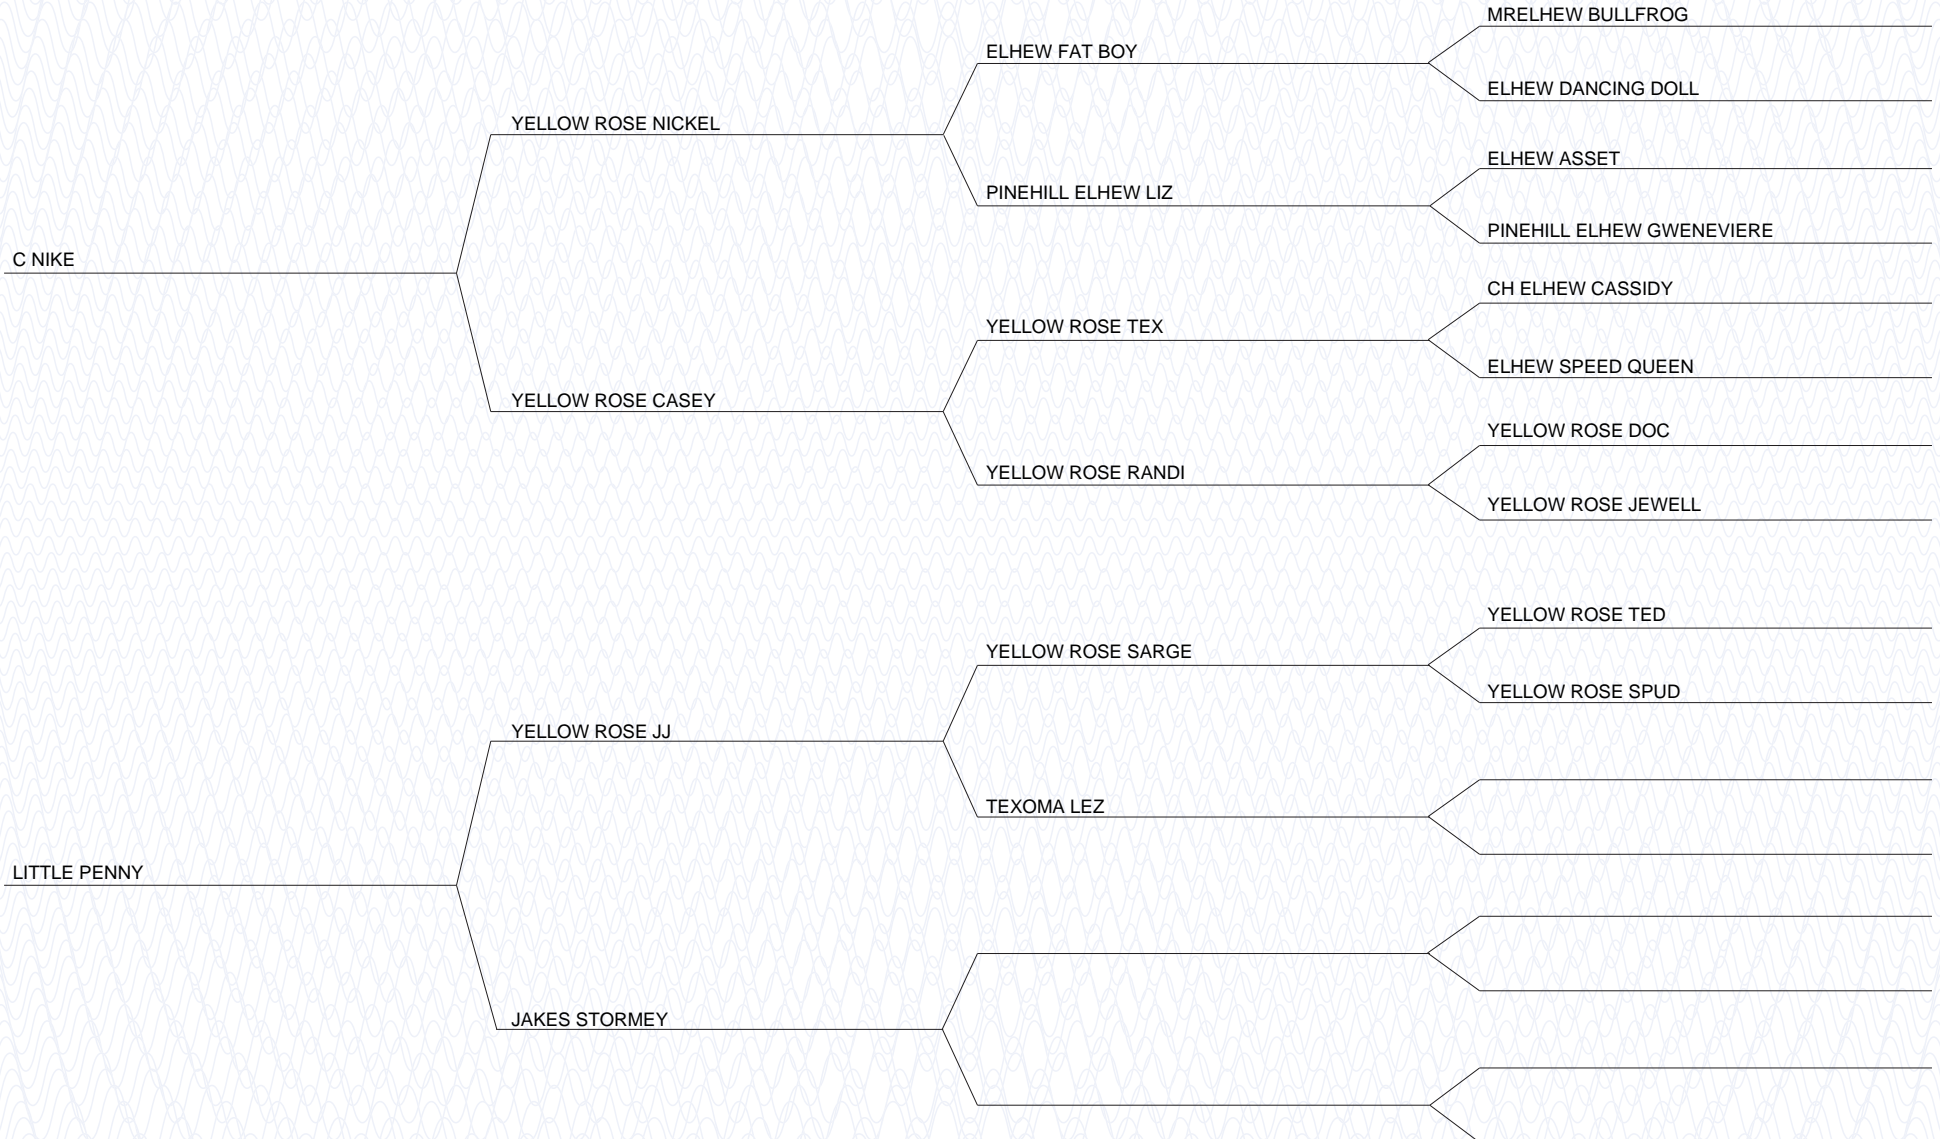 MRELHEW BULLFROG
ELHEW FAT BOY
ELHEW DANCING DOLL
YELLOW ROSE NICKEL
ELHEW ASSET
PINEHILL ELHEW LIZ
PINEHILL ELHEW GWENEVIERE
C NIKE
CH ELHEW CASSIDY
YELLOW ROSE TEX
ELHEW SPEED QUEEN
YELLOW ROSE CASEY
YELLOW ROSE DOC
YELLOW ROSE RANDI
YELLOW ROSE JEWELL
YELLOW ROSE TED
YELLOW ROSE SARGE
YELLOW ROSE SPUD
YELLOW ROSE JJ
TEXOMA LEZ
LITTLE PENNY
JAKES STORMEY